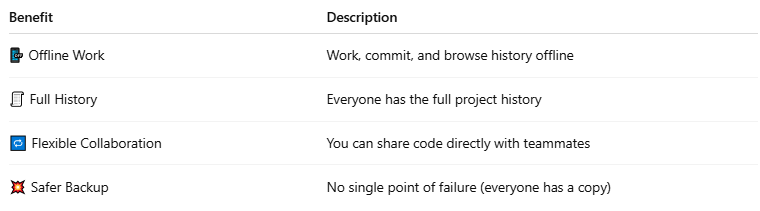 Benefit Description
Offline Work Work, commit, and browse history offline
Full History Everyone has the full project history
Flexible Collaboration You can share code directly with teammates
Safer Backup No single point of failure (everyone has a copy)